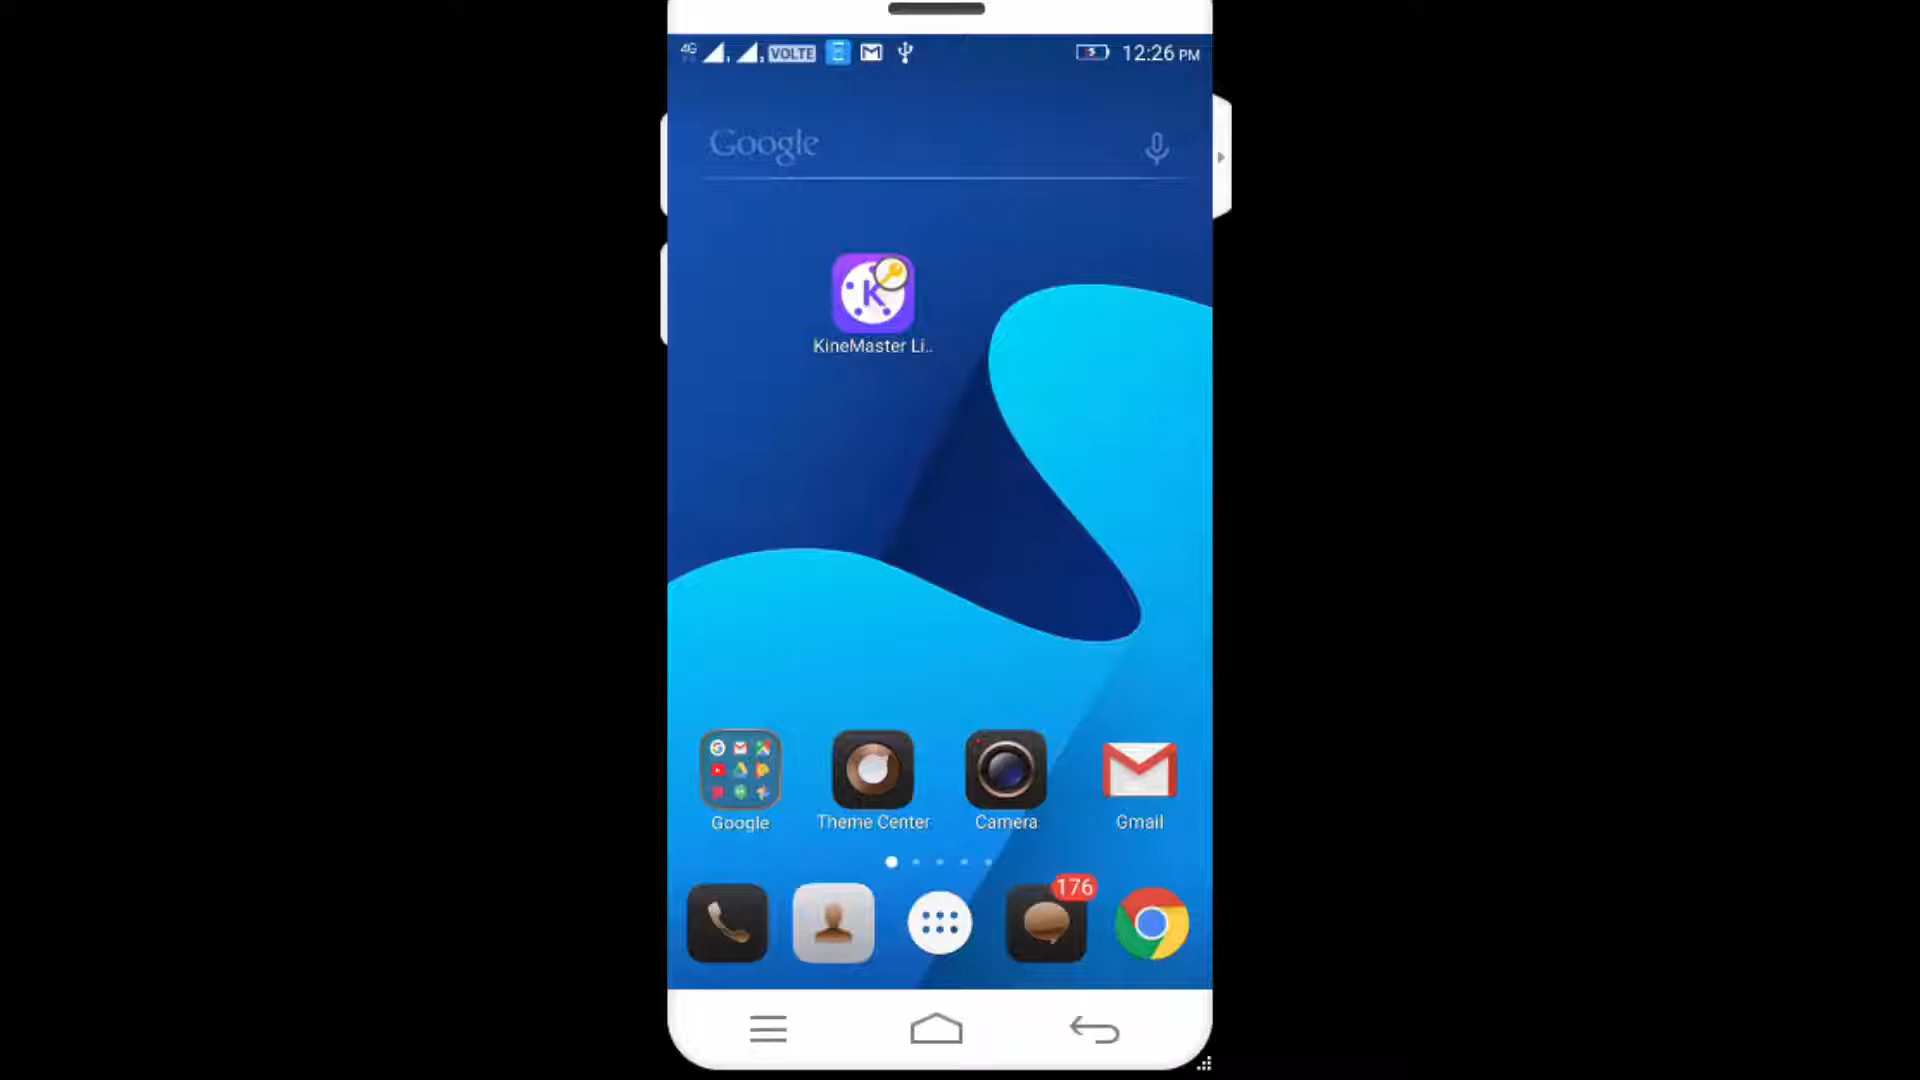 4G VOLTE 12:26 PM
Google
K
KineMaster Li..
Google Theme Center Camera Gmail
176